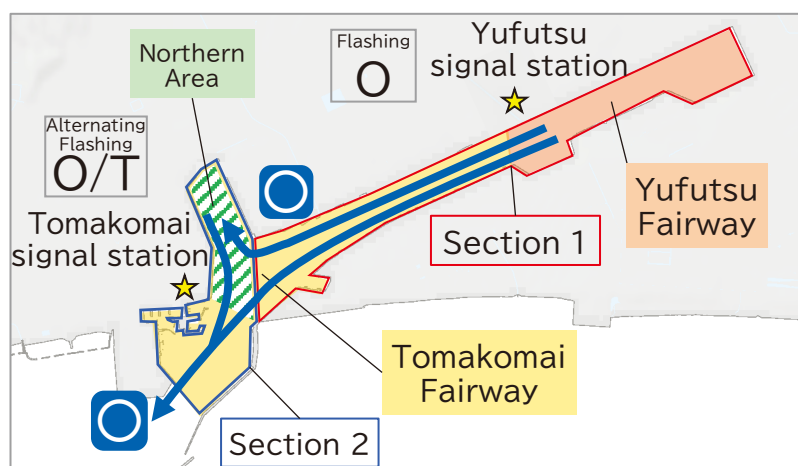 Northern
Area
Flashing
O
Yufutsu
signal station
Alternating
Flashing
O/T
Tomakomai
signal station
Section 1
Yufutsu
Fairway
Tomakomai
Fairway
Section 2